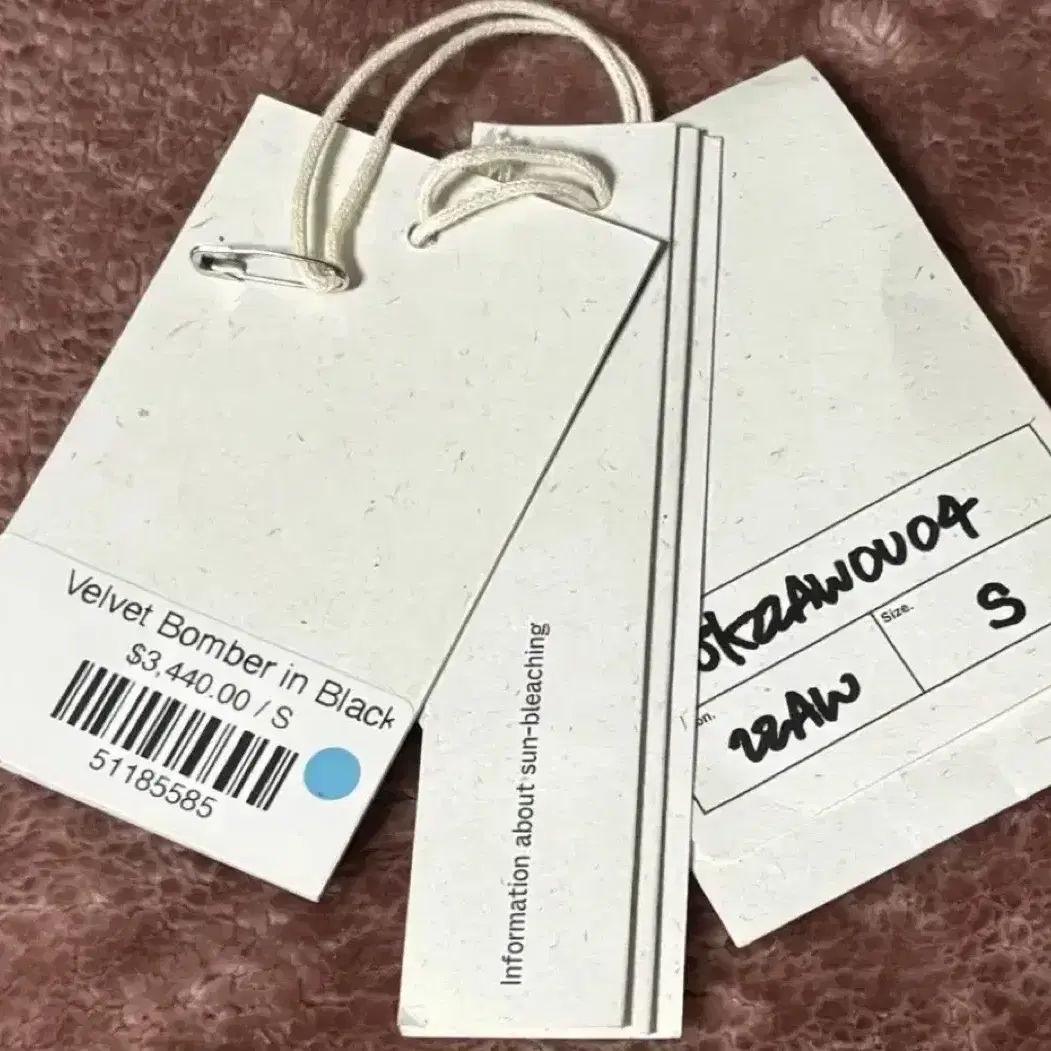 Velvet Bomber in Black
$3,440.00 / S
51185585
Information about sun-bleaching
Size.
S
22AW